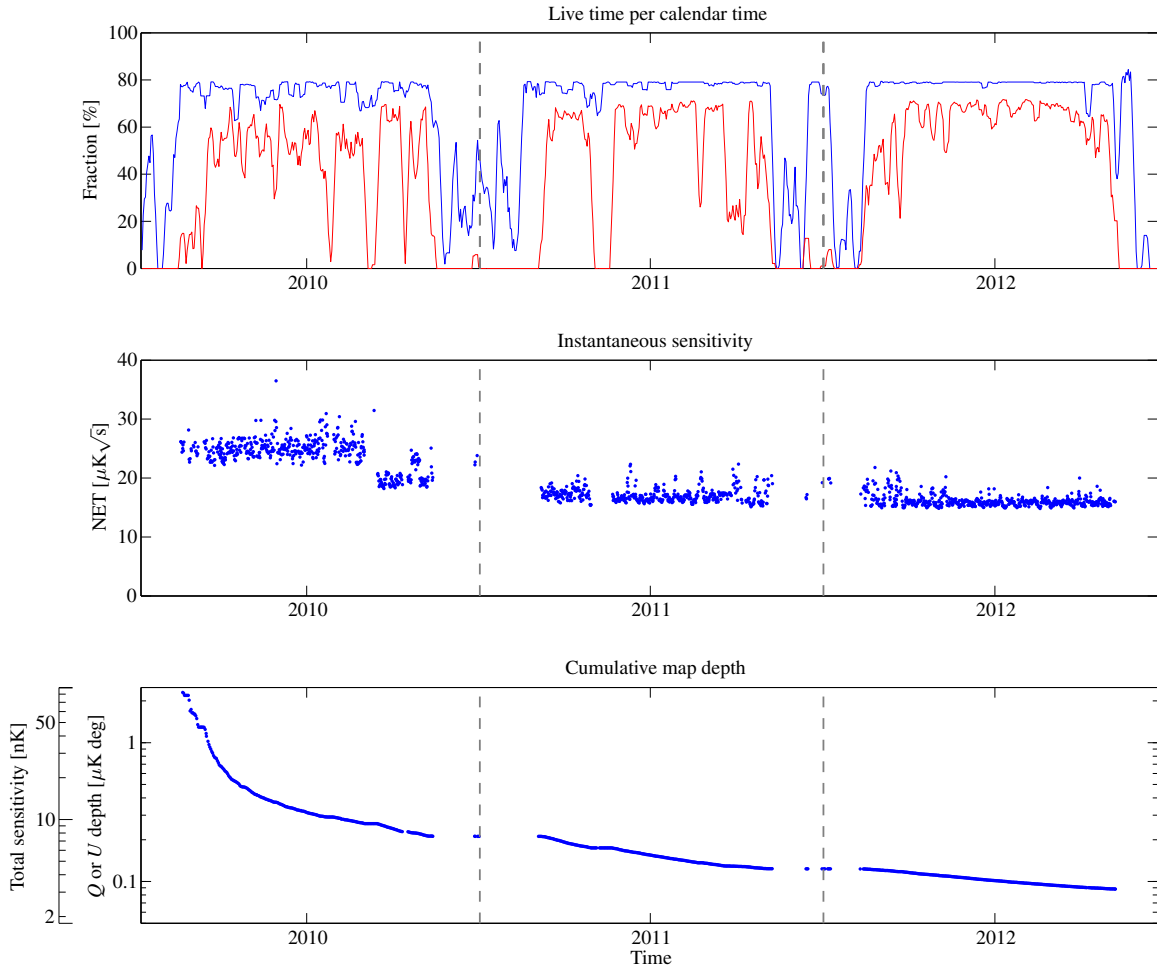 Live time per calendar time
100
80
60
40
20
0
Fraction [%]
2010 2011 2012
Instantaneous sensitivity
40
30
20
10
0
NET [μK√s]
2010 2011 2012
Cumulative map depth
50
10
2
Total sensitivity [nK]
1
0.1
Q or U depth [μK deg]
2010 2011 2012
Time